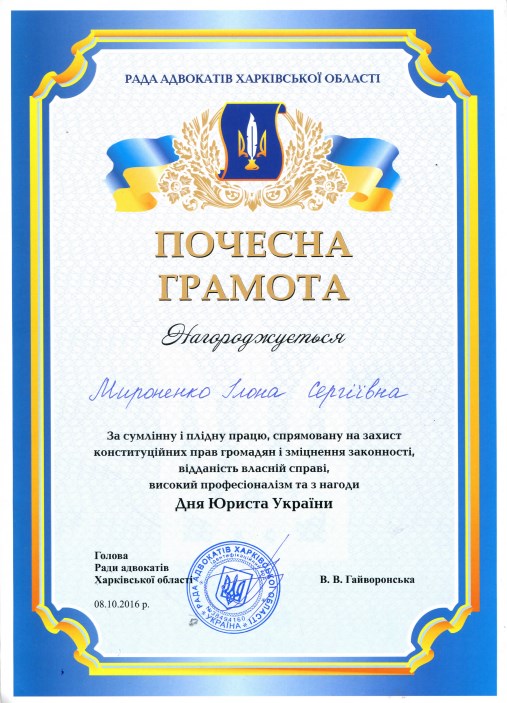 РАДА АДВОКАТІВ ХАРКІВСЬКОЇ ОБЛАСТІ
ПОЧЕСНА
ГРАМОТА
Нагороджується
Мироненко Ілона Сергіївна
За сумлінну і плідну працю, спрямовану на захист
конституційних прав громадян і зміцнення законності,
відданість власній справі,
високий професіоналізм та з нагоди
Дня Юриста України
Голова
Ради адвокатів
Харківської області
В. В. Гайворонська
08.10.2016 р.
РАДА АДВОКАТІВ ХАРКІВСЬКОЇ ОБЛАСТІ
УКРАЇНА